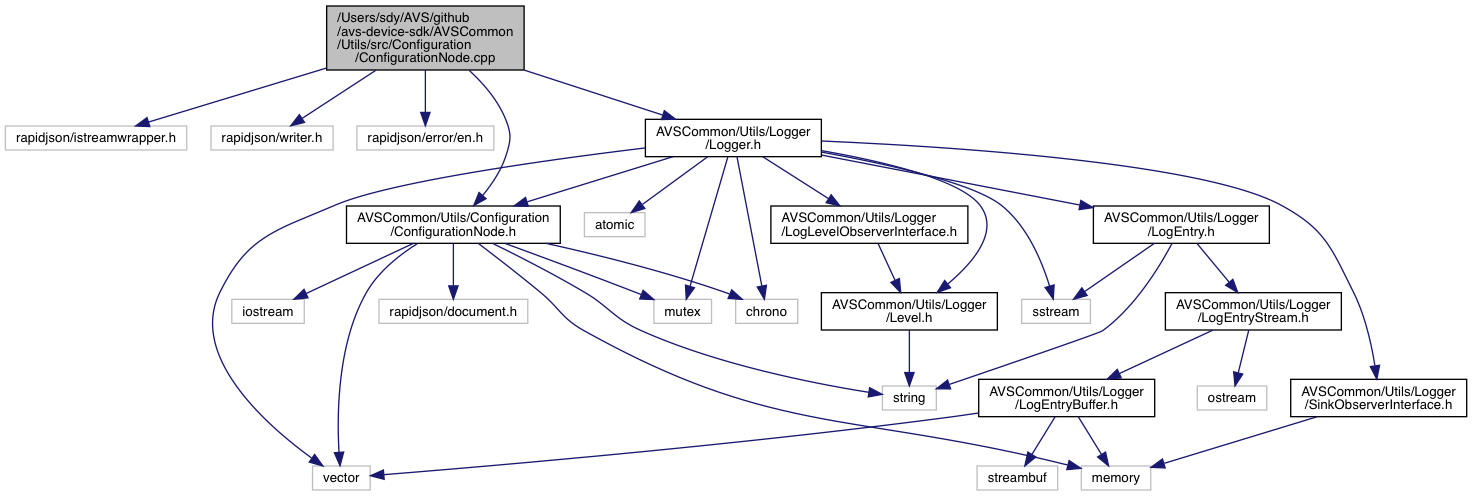 /Users/sdy/AVS/github
/avs-device-sdk/AVSCommon
/Utils/src/Configuration
/ConfigurationNode.cpp
rapidjson/istreamwrapper.h
rapidjson/writer.h
rapidjson/error/en.h
AVSCommon/Utils/Logger
/Logger.h
AVSCommon/Utils/Configuration
/ConfigurationNode.h
atomic
AVSCommon/Utils/Logger
/LogLevelObserverInterface.h
AVSCommon/Utils/Logger
/LogEntry.h
iostream
rapidjson/document.h
mutex
chrono
AVSCommon/Utils/Logger
/Level.h
sstream
AVSCommon/Utils/Logger
/LogEntryStream.h
string
AVSCommon/Utils/Logger
/LogEntryBuffer.h
ostream
AVSCommon/Utils/Logger
/SinkObserverInterface.h
vector
streambuf
memory